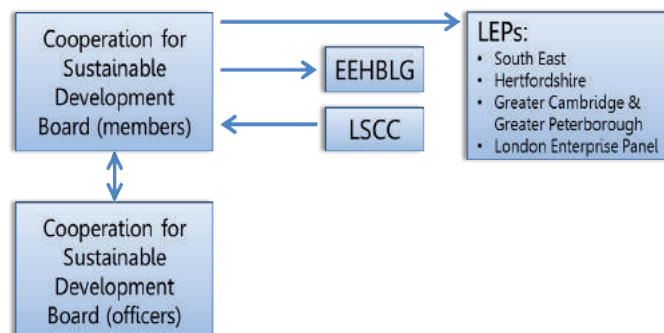 Cooperation for
Sustainable
Development
Board (members)
EEHBLG
LSCC
LEPs:
• South East
• Hertfordshire
• Greater Cambridge &
Greater Peterborough
• London Enterprise Panel
Cooperation for
Sustainable
Development
Board (officers)